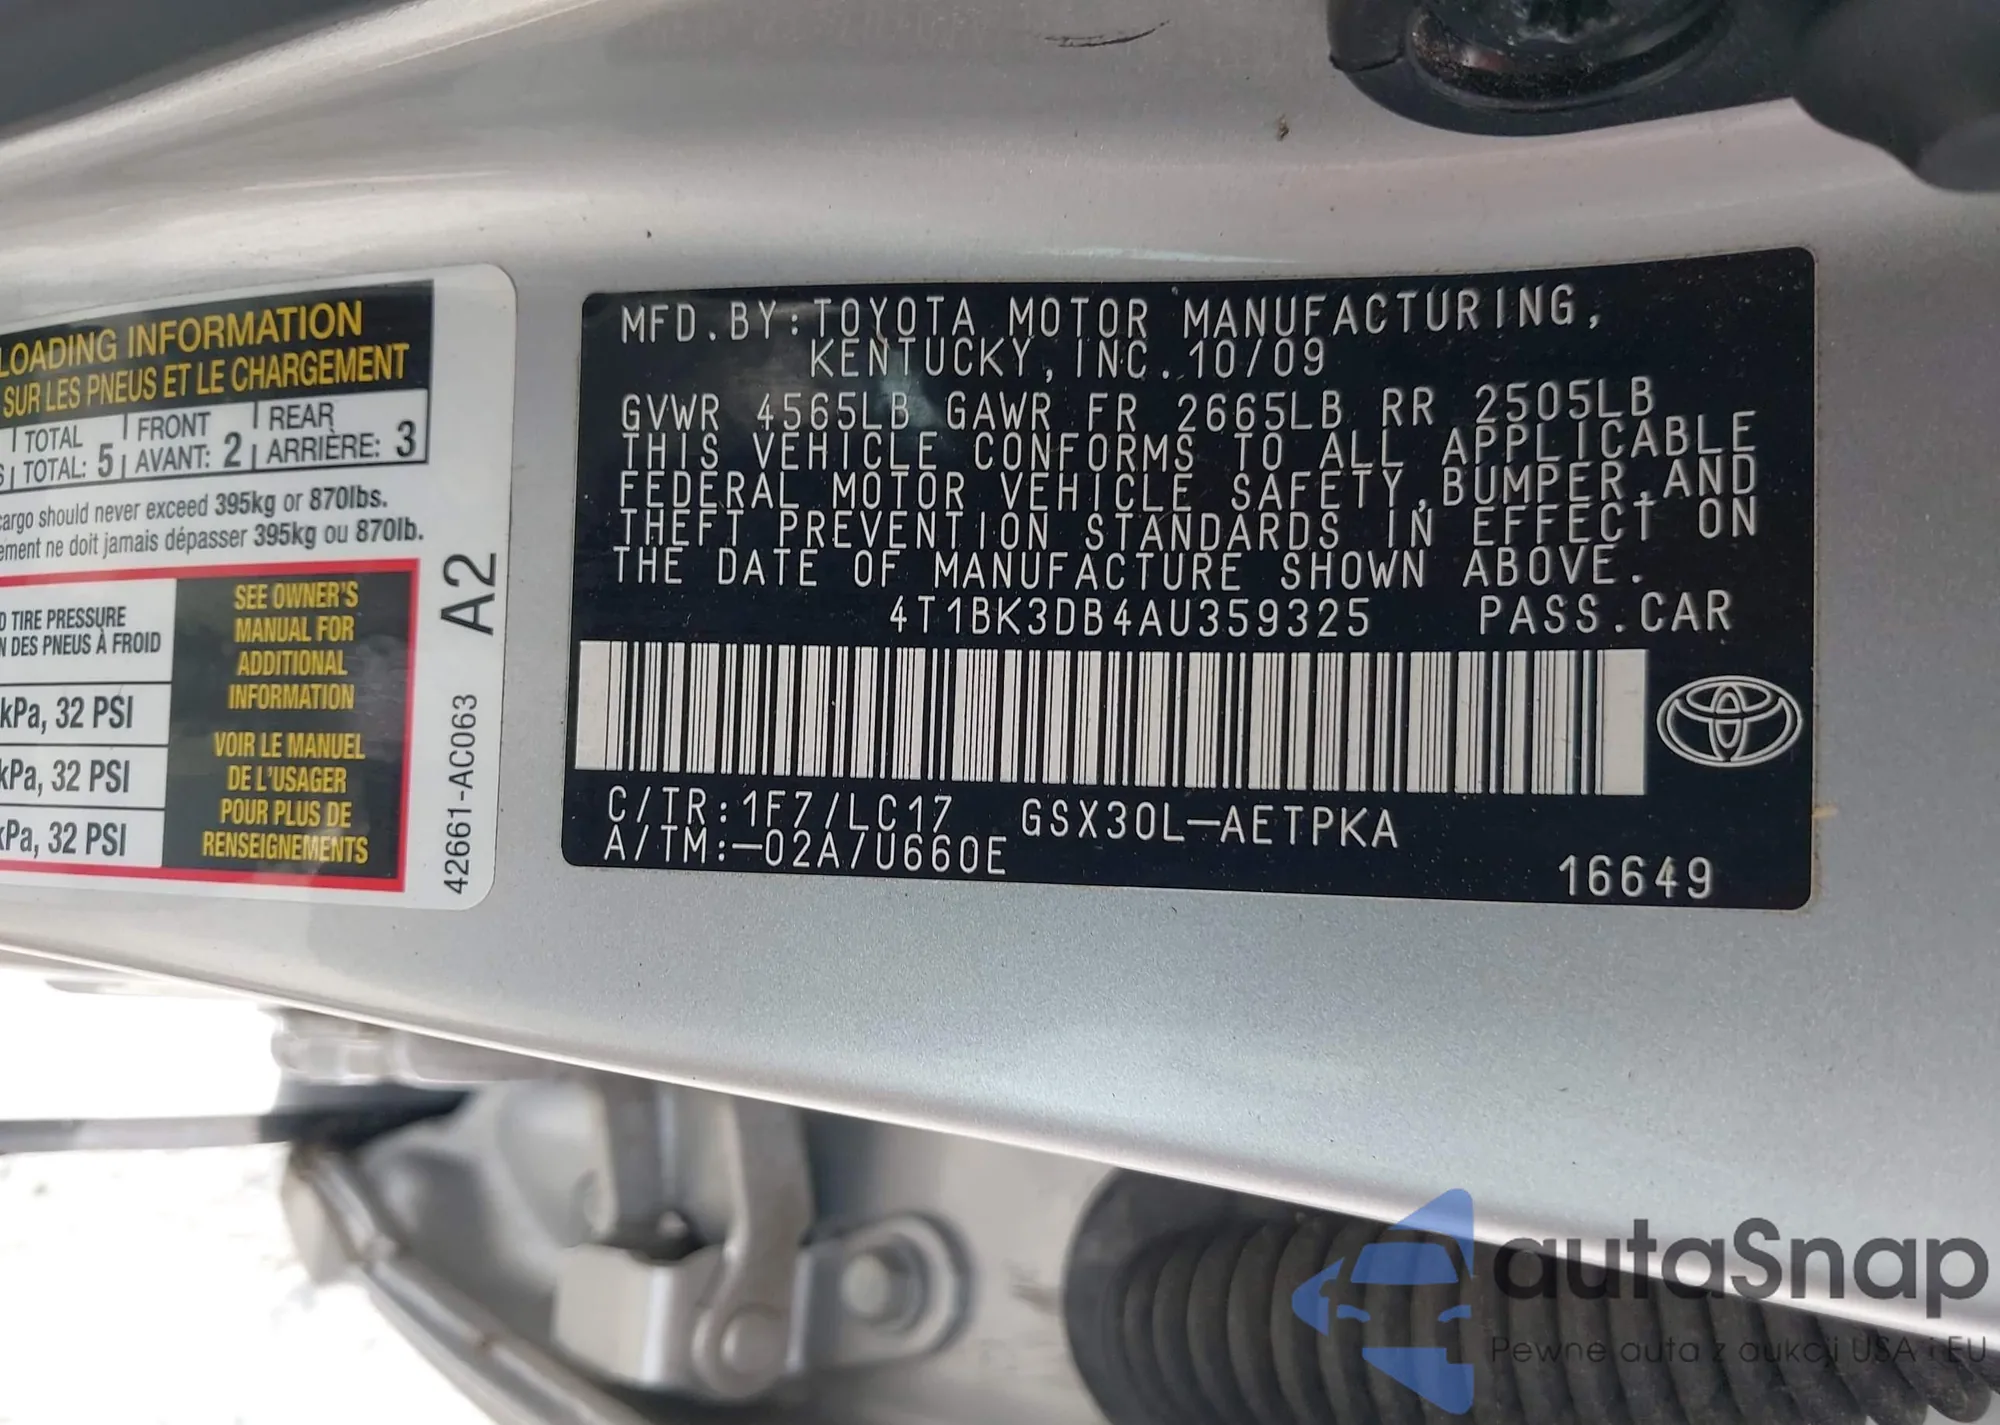 LOADING INFORMATION
SUR LES PNEUS ET LE CHARGEMENT
TOTAL FRONT REAR
TOTAL: 5 AVANT: 2 ARRIÈRE: 3
cargo should never exceed 395kg or 870lbs.
ne doit jamais dépasser 395kg ou 870lb.
TIRE PRESSURE
DES PNEUS À FROID
kPa, 32 PSI
kPa, 32 PSI
kPa, 32 PSI
SEE OWNER'S
MANUAL FOR
ADDITIONAL
INFORMATION
VOIR LE MANUEL
DE L'USAGER
POUR PLUS DE
RENSEIGNEMENTS
42661-AC063 A2
MFD.BY:TOYOTA MOTOR MANUFACTURING,
KENTUCKY,INC.10/09
GVWR 4565LB GAWR FR 2665LB RR 2505LB
THIS VEHICLE CONFORMS TO ALL APPLICABLE
FEDERAL MOTOR VEHICLE SAFETY,BUMPER,AND
THEFT PREVENTION STANDARDS IN EFFECT ON
THE DATE OF MANUFACTURE SHOWN ABOVE.
4T1BK3DB4AU359325 PASS.CAR
C/TR:1F7/LC17 GSX30L-AETPKA
A/TM:-02A/U660E
16649
autaSnap
Pewne auta z aukcji USA i EU